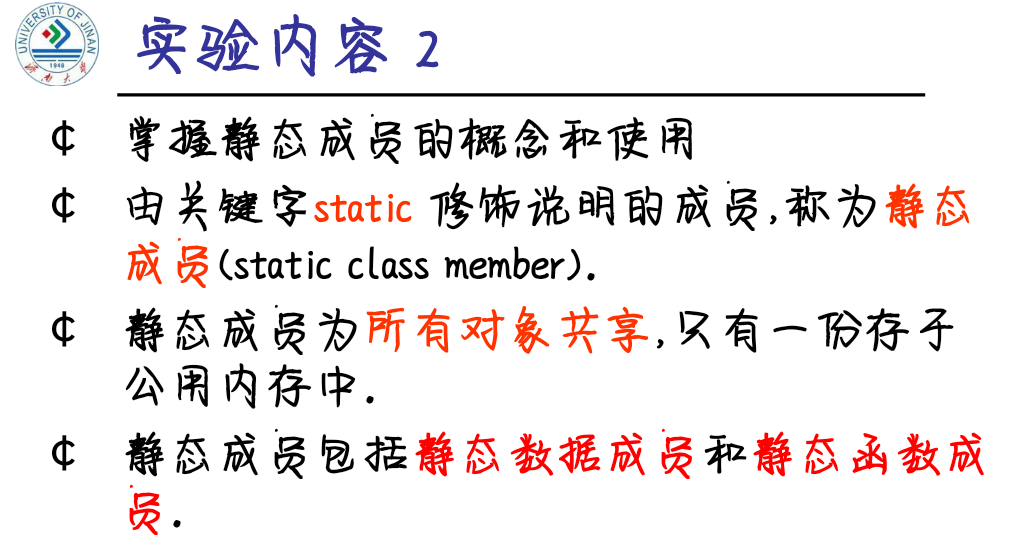 UNIVERSITY OF JINAN
1948
济南大学
实验内容 2
¢ 掌握静态成员的概念和使用
¢ 由关键字static 修饰说明的成员,称为静态
成员(static class member).
¢ 静态成员为所有对象共享,只有一份存于
公用内存中.
¢ 静态成员包括静态数据成员和静态函数成
员.